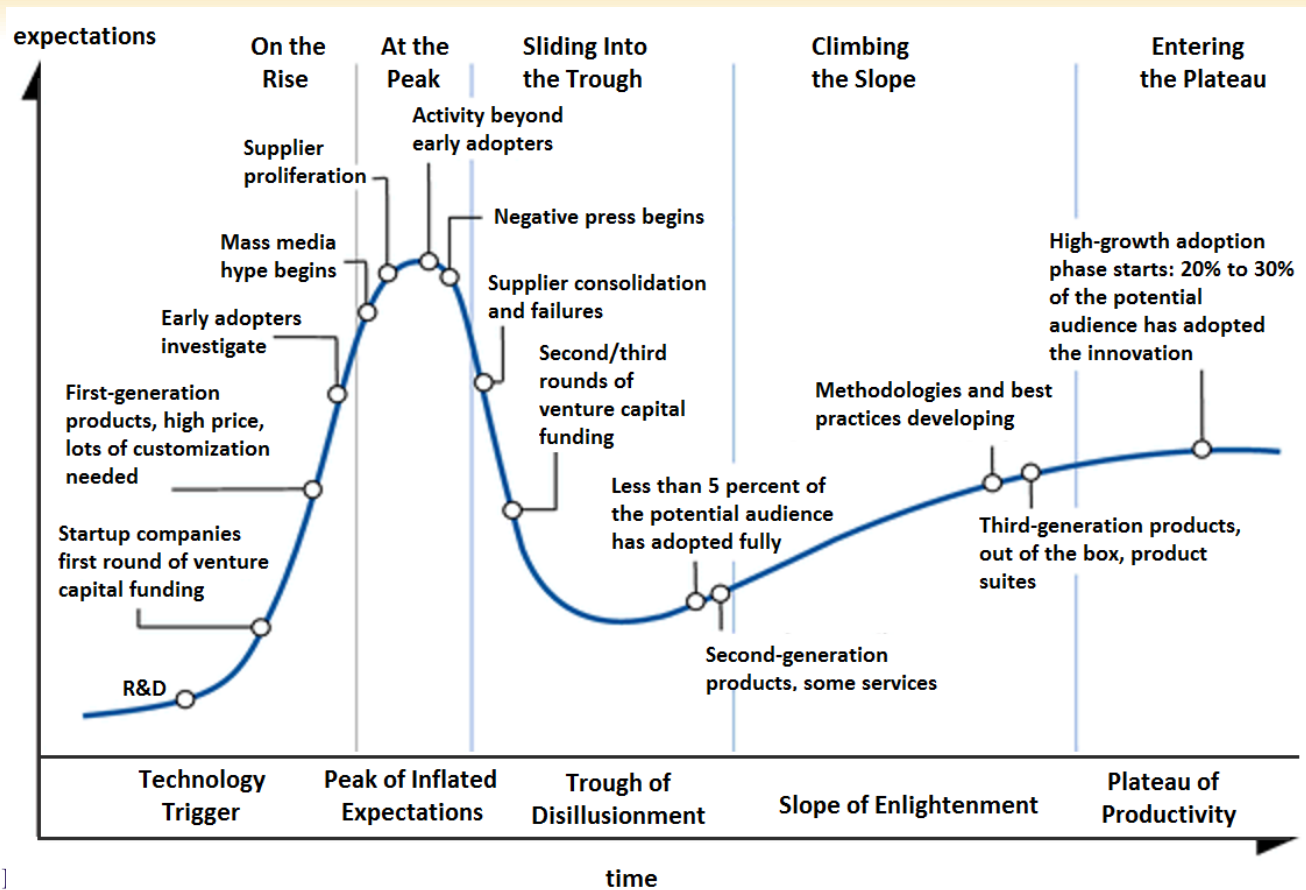 expectations
On the
Rise
At the
Peak
Sliding Into
the Trough
Climbing
the Slope
Entering
the Plateau
Activity beyond
early adopters
Supplier
proliferation
Negative press begins
Mass media
hype begins
Supplier consolidation
and failures
Early adopters
investigate
Second/third
rounds of
venture capital
funding
First-generation
products, high price,
lots of customization
needed
Startup companies
first round of venture
capital funding
R&D
Less than 5 percent of
the potential audience
has adopted fully
Second-generation
products, some services
Methodologies and best
practices developing
Third-generation products,
out of the box, product
suites
High-growth adoption
phase starts: 20% to 30%
of the potential
audience has adopted
the innovation
Technology
Trigger
Peak of Inflated
Expectations
Trough of
Disillusionment
Slope of Enlightenment
Plateau of
Productivity
time
]